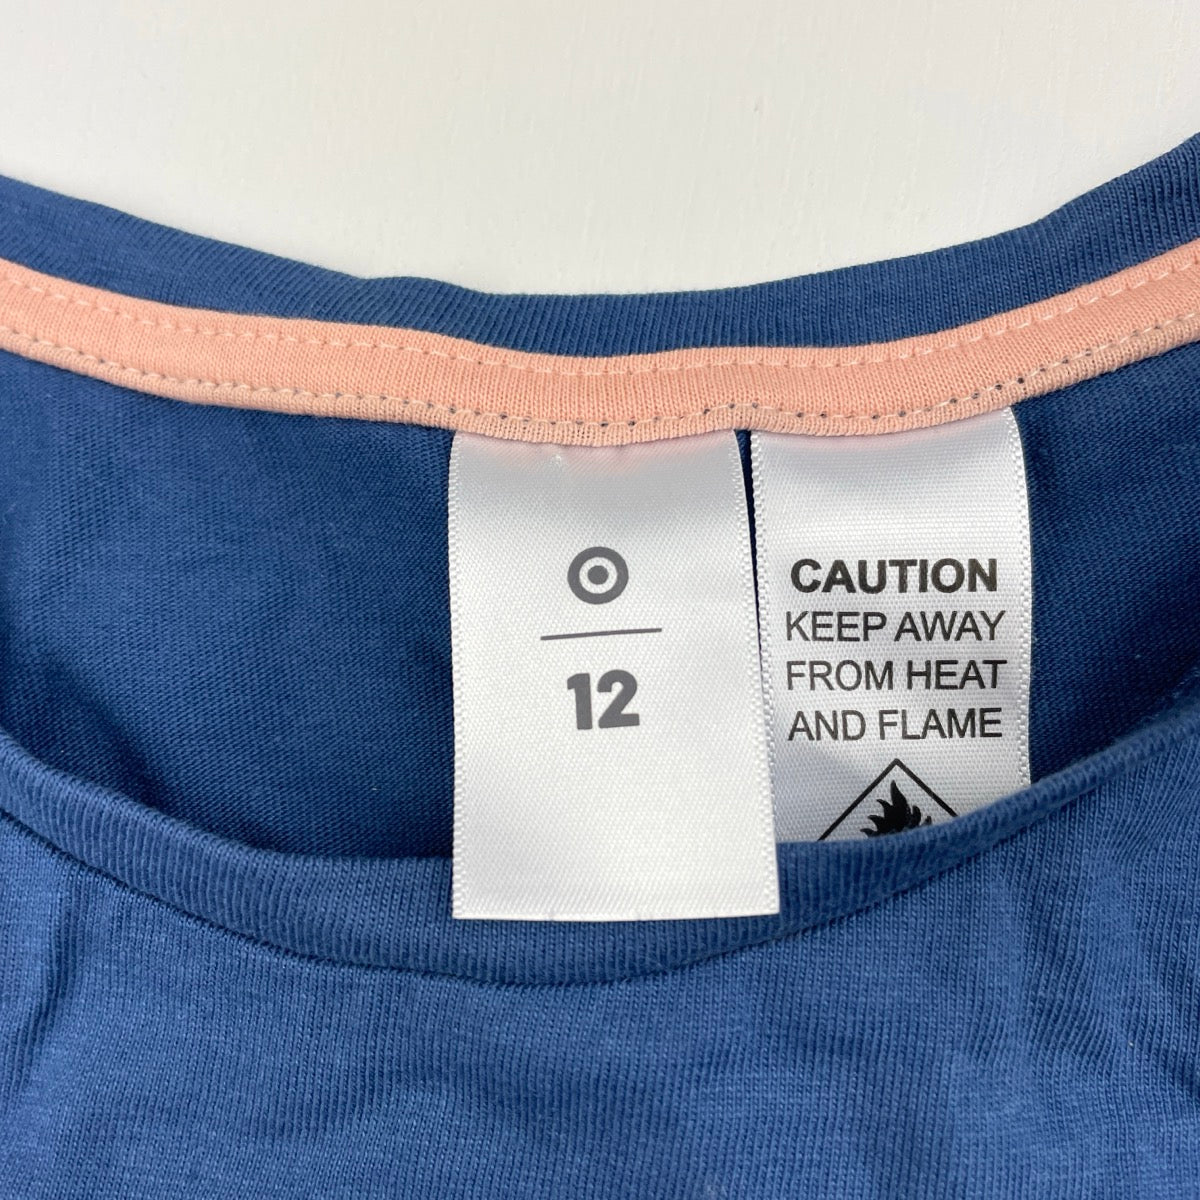 12
CAUTION
KEEP AWAY
FROM HEAT
AND FLAME